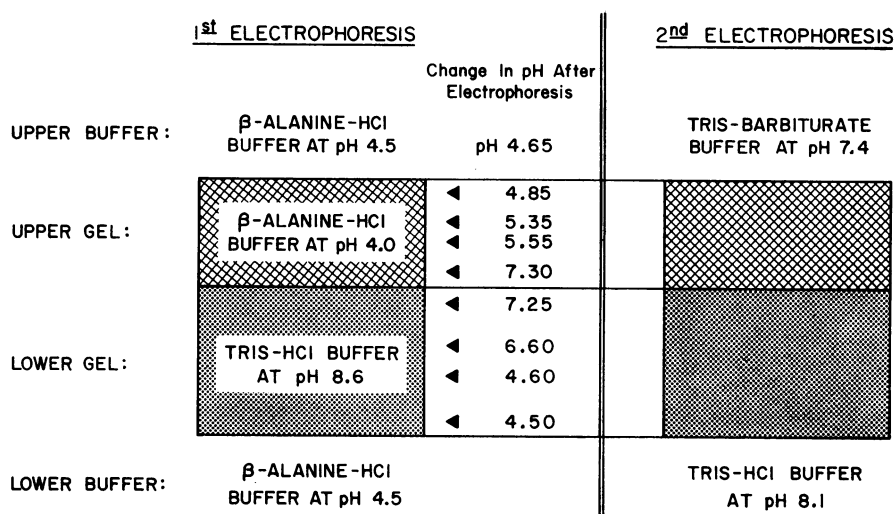 1st ELECTROPHORESIS
2nd ELECTROPHORESIS
Change In pH After
Electrophoresis
UPPER BUFFER:
β-ALANINE-HCl
BUFFER AT pH 4.5
pH 4.65
TRIS-BARBITURATE
BUFFER AT pH 7.4
UPPER GEL:
β-ALANINE-HCl
BUFFER AT pH 4.0
4.85
5.35
5.55
7.30
LOWER GEL:
TRIS-HCl BUFFER
AT pH 8.6
7.25
6.60
4.60
4.50
LOWER BUFFER:
β-ALANINE-HCl
BUFFER AT pH 4.5
TRIS-HCl BUFFER
AT pH 8.1